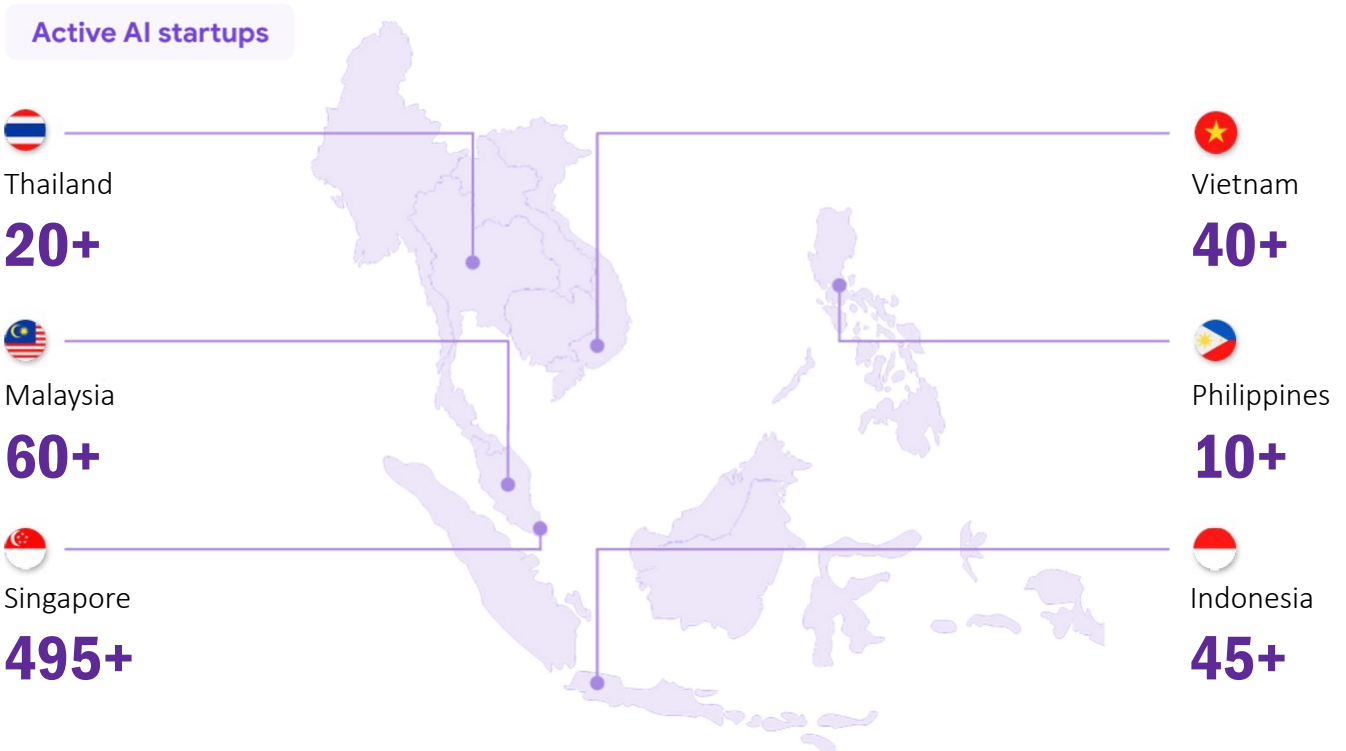 Active AI startups
Thailand
20+
Malaysia
60+
Singapore
495+
Vietnam
40+
Philippines
10+
Indonesia
45+